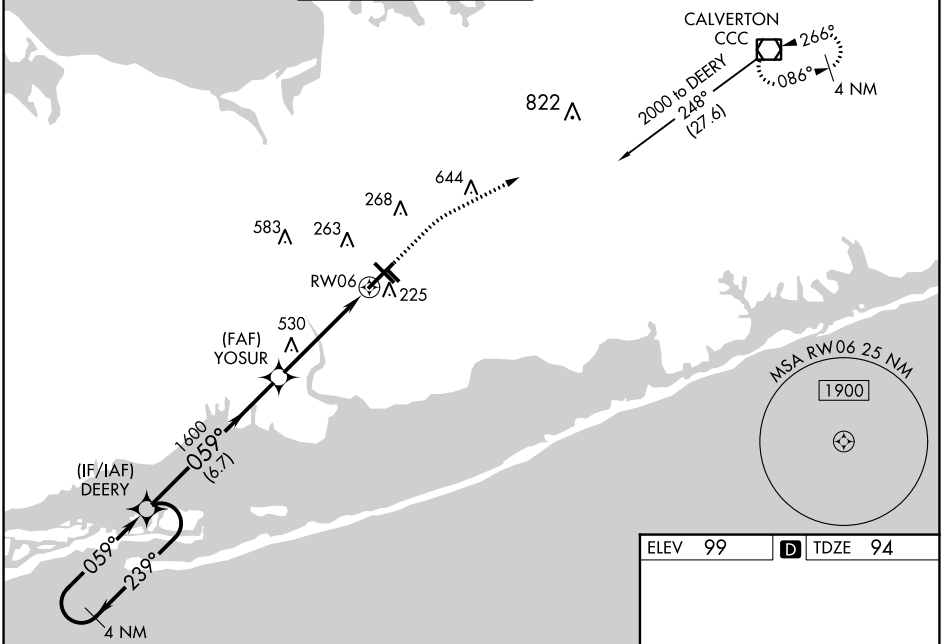 CALVERTON
CCC
266°
086°
4 NM
2000 to DEERY
248°
(27.6)
822
644
268
583
263
RW06
225
530
(FAF)
YOSUR
1600
059°
(6.7)
(IF/IAF)
DEERY
059°
239°
4 NM
MSA RW06 25 NM
1900
ELEV 99
D
TDZE 94